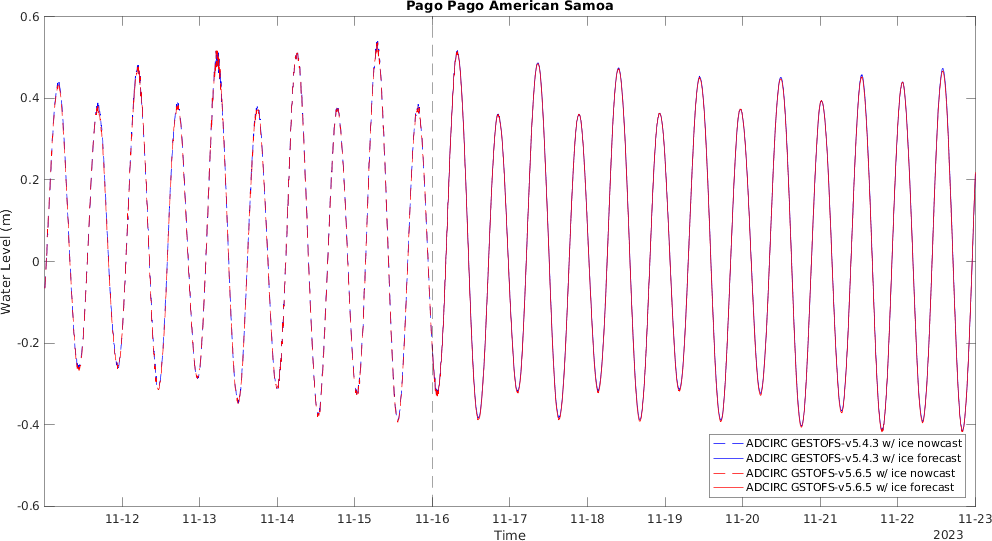 Pago Pago American Samoa
0.6
0.4
0.2
0
-0.2
-0.4
-0.6
Water Level (m)
11-12 11-13 11-14 11-15 11-16 11-17 11-18 11-19 11-20 11-21 11-22 11-23
Time
2023
ADCIRC GESTOFS-v5.4.3 w/ ice nowcast
ADCIRC GESTOFS-v5.4.3 w/ ice forecast
ADCIRC GSTOFS-v5.6.5 w/ ice nowcast
ADCIRC GSTOFS-v5.6.5 w/ ice forecast